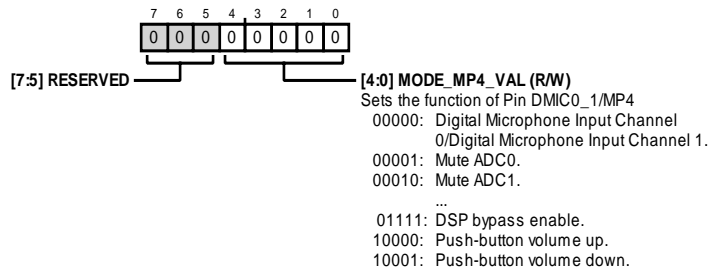 7 6 5 4 3 2 1 0
0 0 0 0 0 0 0 0
[7:5] RESERVED
[4:0] MODE_MP4_VAL (R/W)
Sets the function of Pin DMIC0_1/MP4
00000: Digital Microphone Input Channel
0/Digital Microphone Input Channel 1.
00001: Mute ADC0.
00010: Mute ADC1.
...
01111: DSP bypass enable.
10000: Push-button volume up.
10001: Push-button volume down.